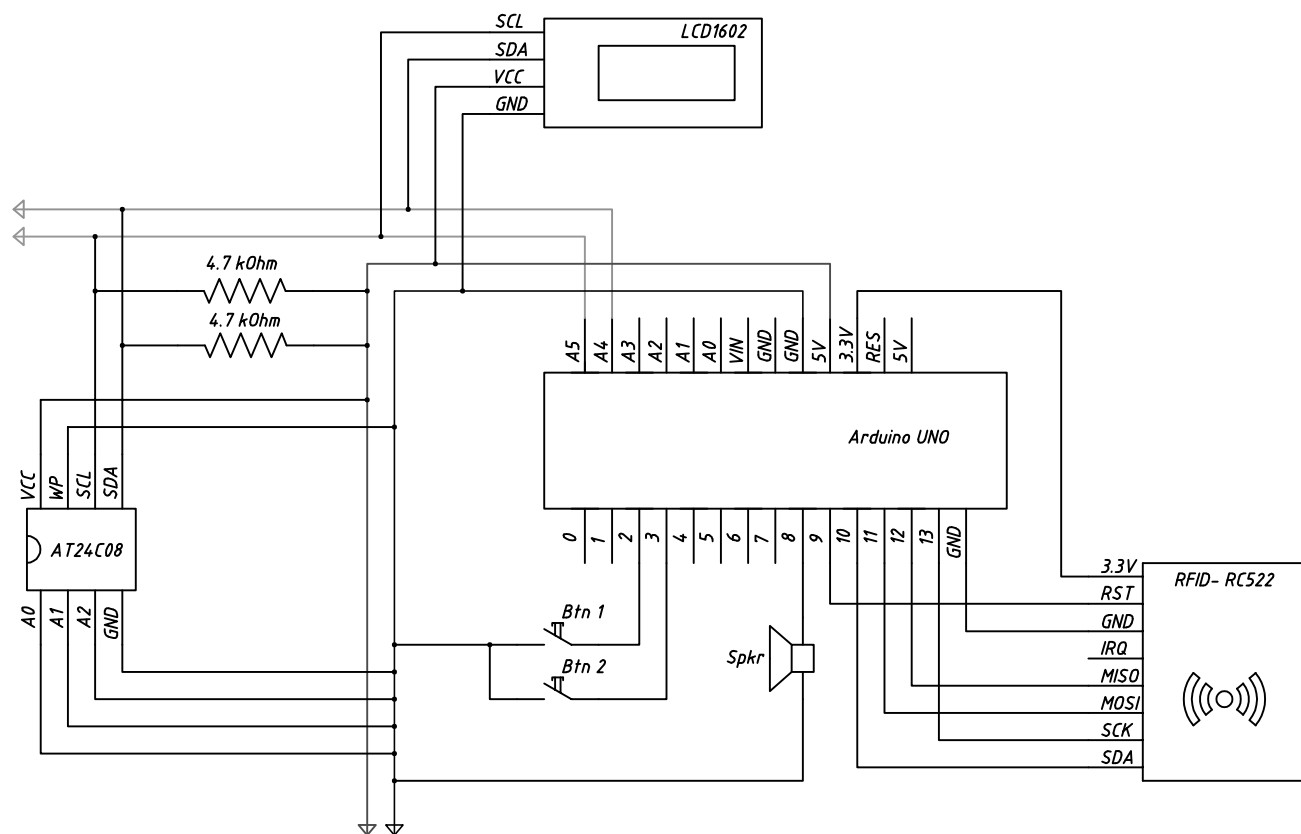 SCL
LCD1602
SDA
VCC
GND
4.7 kOhm
4.7 kOhm
A5
A4
A3
A2
A1
A0
VIN
GND
GND
5V
3.3V
RES
5V
Arduino UNO
VCC
WP
SCL
SDA
AT24C08
A0
A1
A2
GND
0
1
2
3
4
5
6
7
8
9
10
11
12
13
GND
Btn 1
Btn 2
Spkr
3.3V
RFID- RC522
RST
GND
IRQ
MISO
MOSI
SCK
SDA